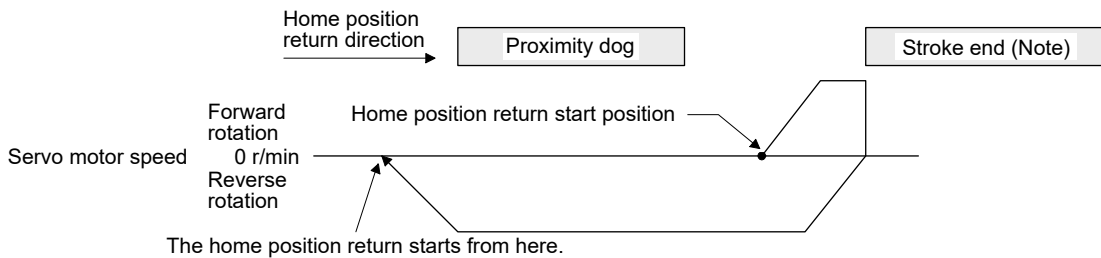 Home position
return direction
Proximity dog
Stroke end (Note)
Forward
rotation
Home position return start position
Servo motor speed
0 r/min
Reverse
rotation
The home position return starts from here.